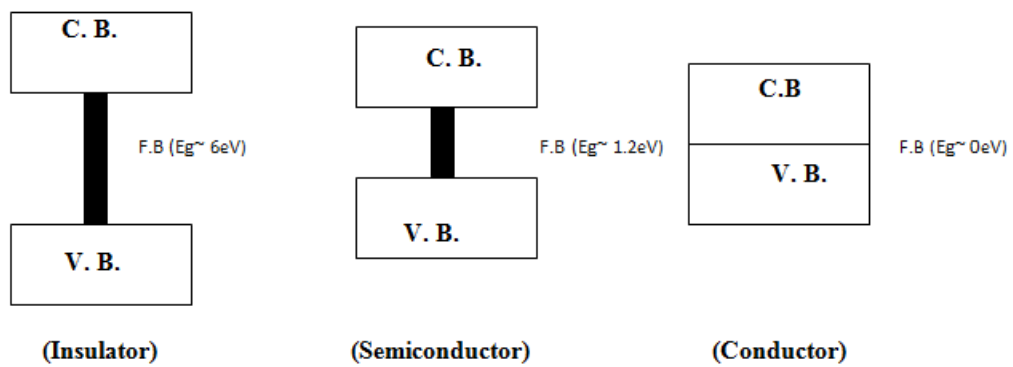 C. B.
F.B (Eg~ 6eV)
V. B.
(Insulator)
C. B.
F.B (Eg~ 1.2eV)
V. B.
(Semiconductor)
C.B
F.B (Eg~ 0eV)
V. B.
(Conductor)